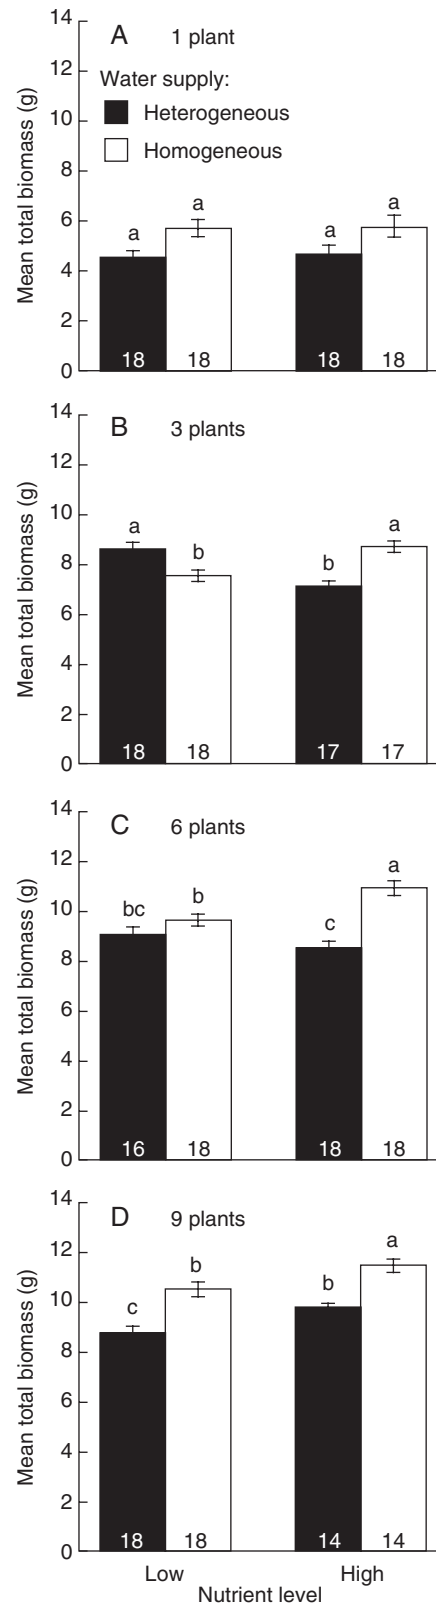 A 1 plant
Water supply:
Heterogeneous
Homogeneous
Mean total biomass (g)
14
12
10
8
6
4
2
0
a
a
a
a
18
18
18
18
B 3 plants
Mean total biomass (g)
14
12
10
8
6
4
2
0
a
b
b
a
18
18
17
17
C 6 plants
Mean total biomass (g)
14
12
10
8
6
4
2
0
bc
b
c
a
16
18
18
18
D 9 plants
Mean total biomass (g)
14
12
10
8
6
4
2
0
c
b
b
a
18
18
14
14
Low
High
Nutrient level